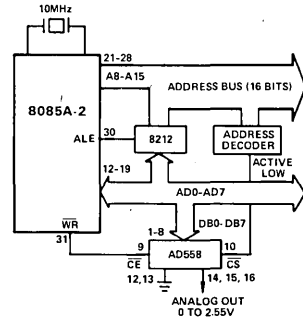 10MHz
21-28
A8-A15
ADDRESS BUS (16 BITS)
8085A-2
ALE
30
8212
ADDRESS
DECODER
ACTIVE
LOW
12-19
AD0-AD7
WR
31
1-8
DB0-DB7
9
AD558
10
CE
CS
12,13
14, 15, 16
ANALOG OUT
0 TO 2.55V